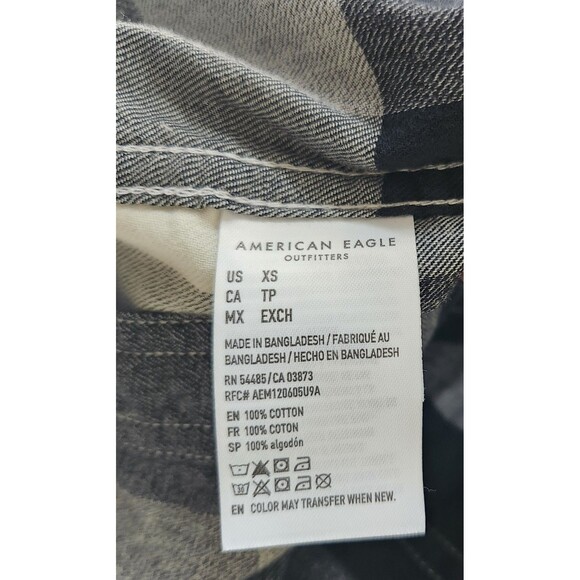 AMERICAN EAGLE
OUTFITTERS
US XS
CA TP
MX EXCH
MADE IN BANGLADESH / FABRIQUÉ AU
BANGLADESH / HECHO EN BANGLADESH
RN 54485 / CA 03873
RFC# AEM120605U9A
EN 100% COTTON
FR 100% COTON
SP 100% algodón
EN COLOR MAY TRANSFER WHEN NEW.